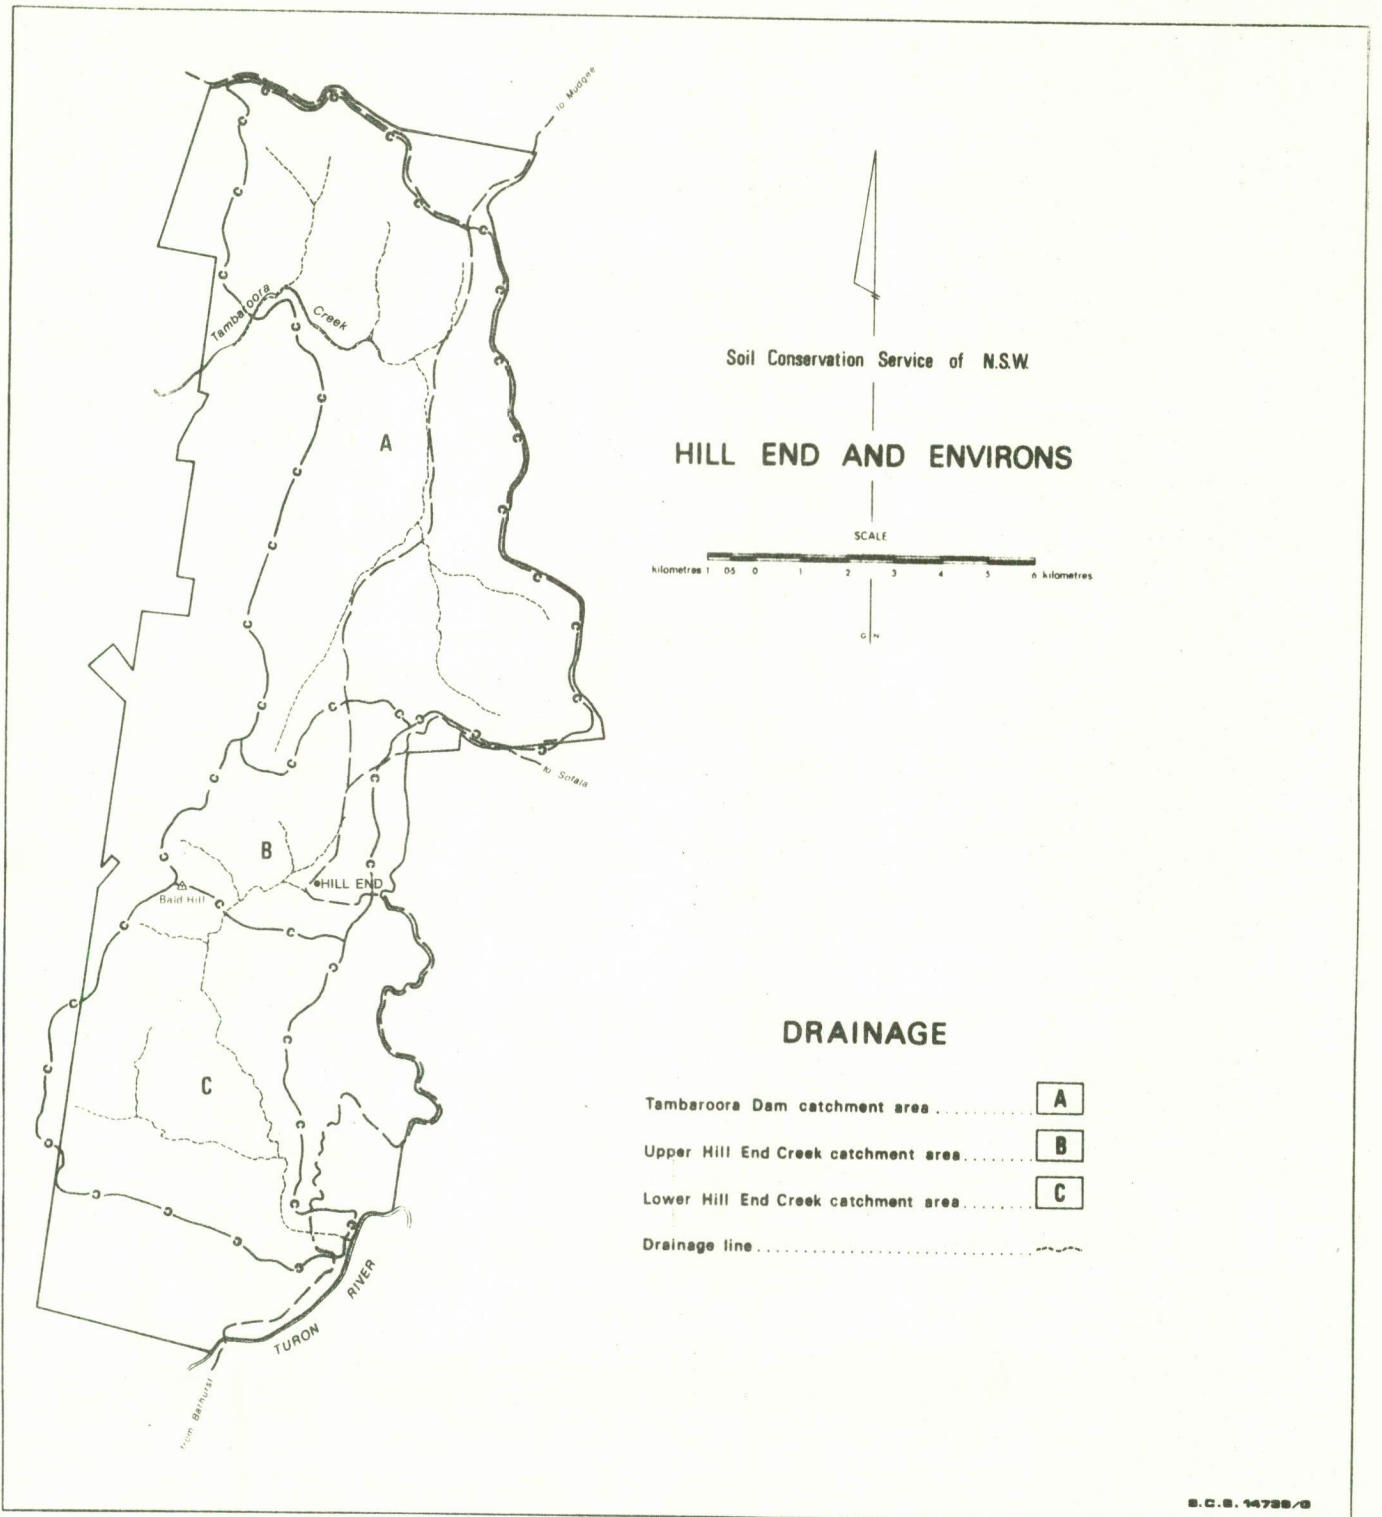 to Mudgee
Tambaroora Creek
Soil Conservation Service of N.S.W.
A
HILL END AND ENVIRONS
SCALE
kilometres 1 0·5 0 1 2 3 4 5 6 kilometres
G N
to Sofala
B
HILL END
Bald Hill
DRAINAGE
C
Tambaroora Dam catchment area .......... A
Upper Hill End Creek catchment area ....... B
Lower Hill End Creek catchment area ....... C
Drainage line ..............................
TURON RIVER
from Bathurst